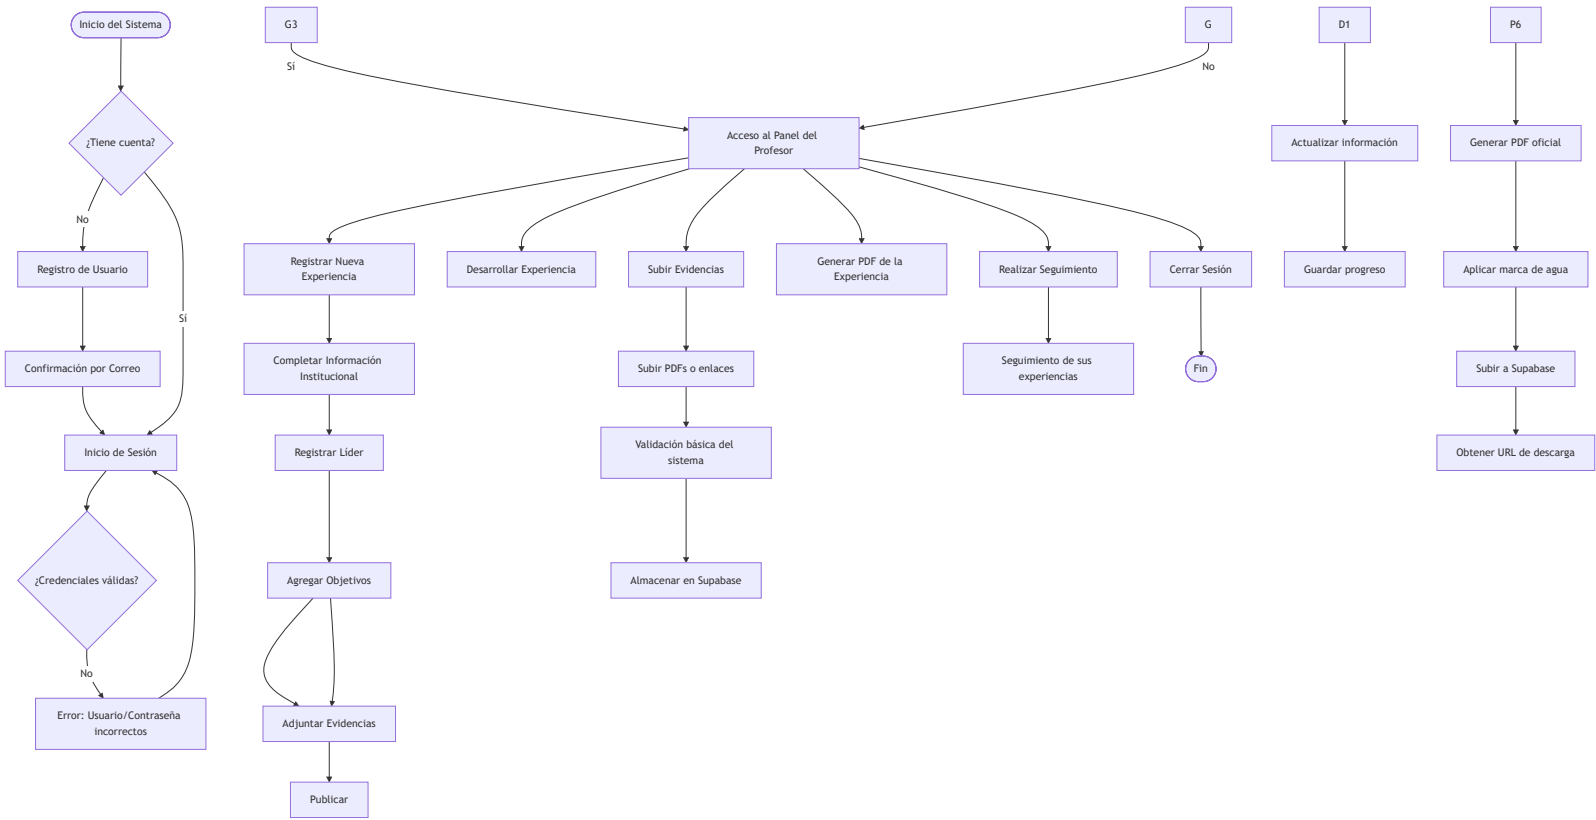 Inicio del Sistema
G3
G
D1
P6
Sí
No
¿Tiene cuenta?
Acceso al Panel del
Profesor
Actualizar información
Generar PDF oficial
No
Registro de Usuario
Registrar Nueva
Experiencia
Desarrollar Experiencia
Subir Evidencias
Generar PDF de la
Experiencia
Realizar Seguimiento
Cerrar Sesión
Guardar progreso
Aplicar marca de agua
Sí
Confirmación por Correo
Completar Información
Institucional
Subir PDFs o enlaces
Seguimiento de sus
experiencias
Fin
Subir a Supabase
Inicio de Sesión
Registrar Líder
Validación básica del
sistema
Obtener URL de descarga
¿Credenciales válidas?
Agregar Objetivos
Almacenar en Supabase
No
Error: Usuario/Contraseña
incorrectos
Adjuntar Evidencias
Publicar